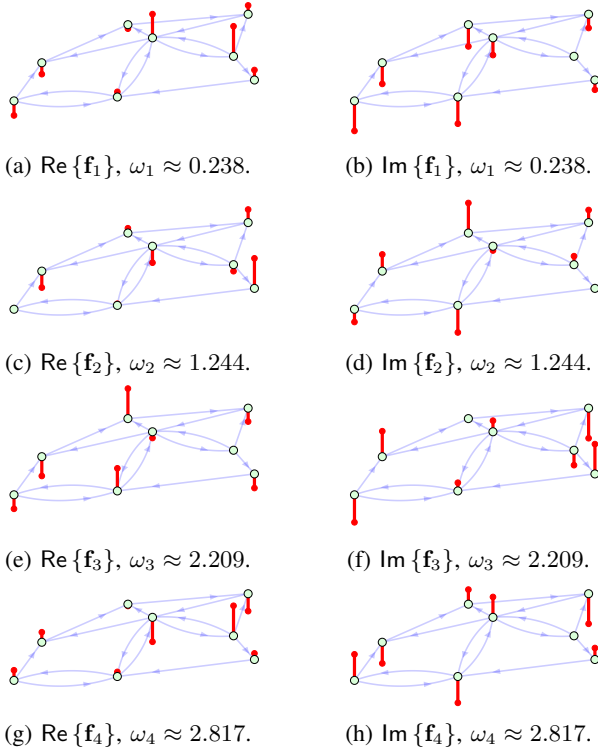 (a) Re {f₁}, ω₁ ≈ 0.238.
(b) Im {f₁}, ω₁ ≈ 0.238.
(c) Re {f₂}, ω₂ ≈ 1.244.
(d) Im {f₂}, ω₂ ≈ 1.244.
(e) Re {f₃}, ω₃ ≈ 2.209.
(f) Im {f₃}, ω₃ ≈ 2.209.
(g) Re {f₄}, ω₄ ≈ 2.817.
(h) Im {f₄}, ω₄ ≈ 2.817.